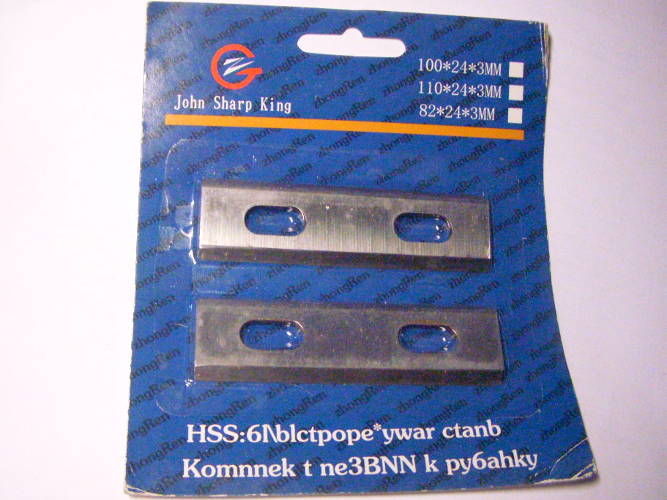 John Sharp King
100*24*3MM
110*24*3MM
82*24*3MM
zhongRen
HSS:6Nblctpope*ywar ctanb
Komnnek t ne3BNN k py6ahky